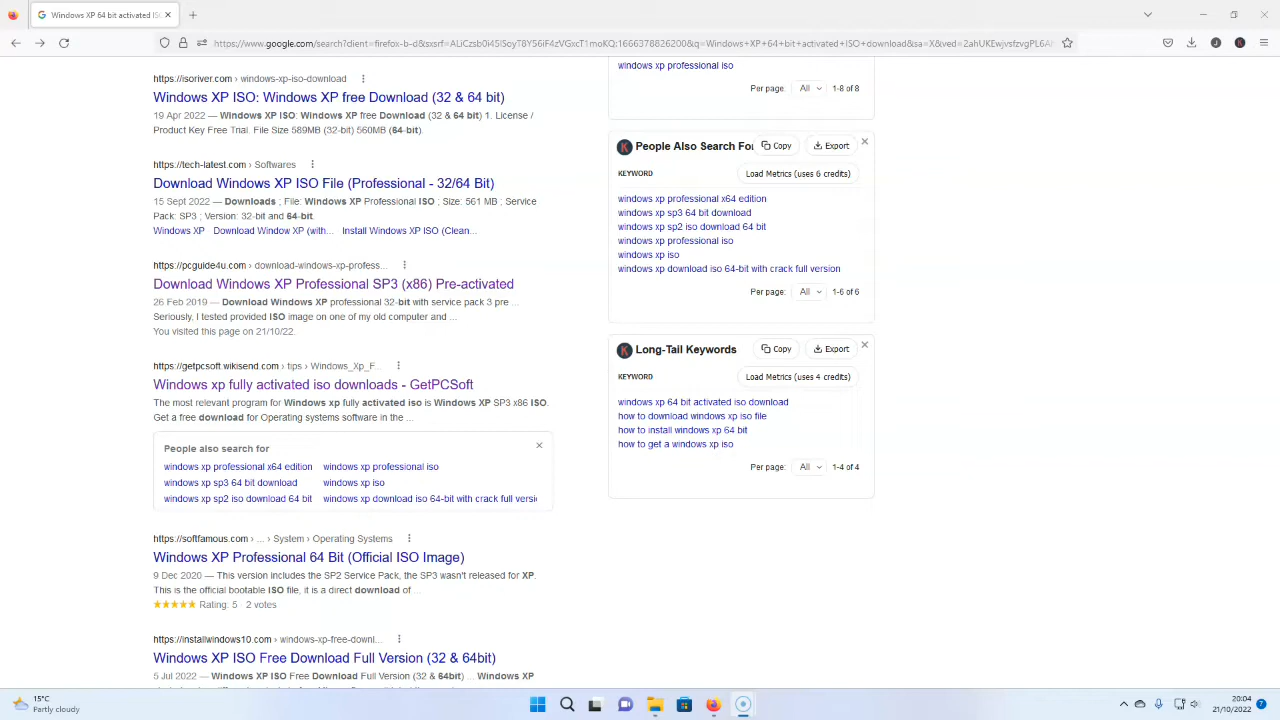 Windows XP 64 bit activated ISO
https://www.google.com/search?client=firefox-b-d&sxsrf=ALiCzsb0i45ISoyT8YS6iF4zVGxcT1moKQ:1666378826200&q=Windows+XP+64+bit+activated+ISO+download&sa=X&ved=2ahUKEwjvsfzvgPL6A
https://isoriver.com › windows-xp-iso-download
Windows XP ISO: Windows XP free Download (32 & 64 bit)
19 Apr 2022 — Windows XP ISO: Windows XP free Download (32 & 64 bit) 1. License /
Product Key Free Trial. File Size 589MB (32-bit) 560MB (64-bit).
https://tech-latest.com › Softwares
Download Windows XP ISO File (Professional - 32/64 Bit)
15 Sept 2022 — Downloads ; File: Windows XP Professional ISO ; Size: 561 MB ; Service
Pack: SP3 ; Version: 32-bit and 64-bit.
Windows XP Download Window XP (with... Install Windows XP ISO (Clean...
https://pcguide4u.com › download-windows-xp-profess...
Download Windows XP Professional SP3 (x86) Pre-activated
26 Feb 2019 — Download Windows XP professional 32-bit with service pack 3 pre ...
Seriously, I tested provided ISO image on one of my old computer and ...
You visited this page on 21/10/22.
https://getpcsoft.wikisend.com › tips › Windows_Xp_F...
Windows xp fully activated iso downloads - GetPCSoft
The most relevant program for Windows xp fully activated iso is Windows XP SP3 x86 ISO.
Get a free download for Operating systems software in the ...
People also search for
windows xp professional x64 edition windows xp professional iso
windows xp sp3 64 bit download windows xp iso
windows xp sp2 iso download 64 bit windows xp download iso 64-bit with crack full versi
https://softfamous.com › ... › System › Operating Systems
Windows XP Professional 64 Bit (Official ISO Image)
9 Dec 2020 — This version includes the SP2 Service Pack, the SP3 wasn't released for XP.
This is the official bootable ISO file, it is a direct download of ...
Rating: 5 2 votes
https://installwindows10.com › windows-xp-free-downl...
Windows XP ISO Free Download Full Version (32 & 64bit)
5 Jul 2022 — Windows XP ISO Free Download Full Version (32 & 64bit) ... Windows XP
windows xp professional iso
Per page: All 1-8 of 8
K People Also Search For Copy Export
KEYWORD Load Metrics (uses 6 credits)
windows xp professional x64 edition
windows xp sp3 64 bit download
windows xp sp2 iso download 64 bit
windows xp professional iso
windows xp iso
windows xp download iso 64-bit with crack full version
Per page: All 1-6 of 6
K Long-Tail Keywords Copy Export
KEYWORD Load Metrics (uses 4 credits)
windows xp 64 bit activated iso download
how to download windows xp iso file
how to install windows xp 64 bit
how to get a windows xp iso
Per page: All 1-4 of 4
15°C
Partly cloudy
20:04
21/10/2022